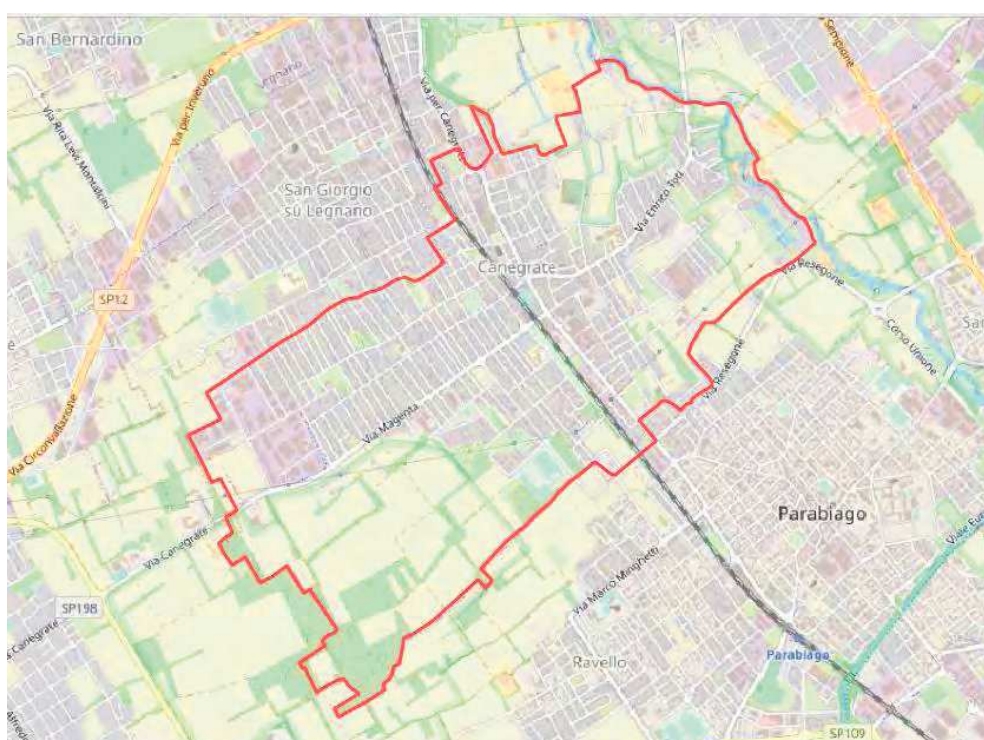 San Bernardino
Via per Inveruno
Via Rita Levi Montalcini
Via per Canegrate
Sempione
San Giorgio
su Legnano
Via Enrico Toti
Canegrate
SP12
Via Resegone
Corso Unione
Via Resegone
Via Magenta
Via Circonvallazione
Parabiago
Via Canegrate
Via Marco Minghetti
SP198
Ravello
Parabiago
SP109